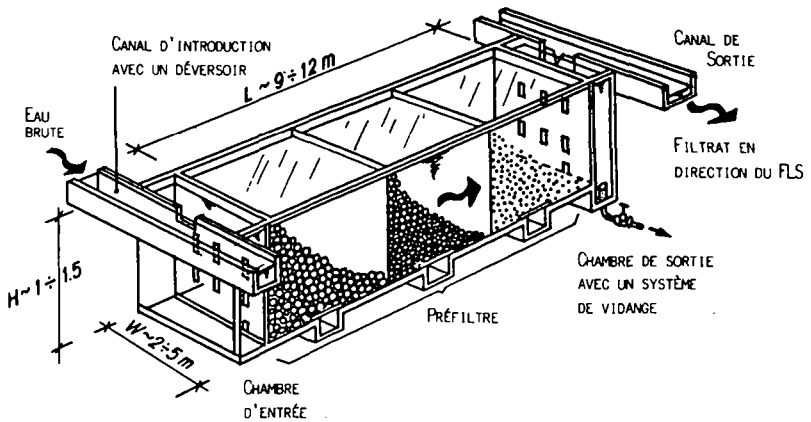 CANAL D'INTRODUCTION
AVEC UN DÉVERSOIR
L ~ 9÷12 m
CANAL DE
SORTIE
EAU
BRUTE
FILTRAT EN
DIRECTION DU FLS
H ~ 1÷1.5
W ~ 2÷5 m
PRÉFILTRE
CHAMBRE DE SORTIE
AVEC UN SYSTÈME
DE VIDANGE
CHAMBRE
D'ENTRÉE